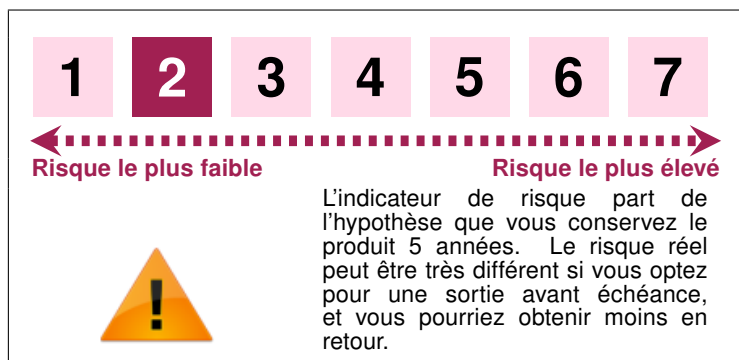 1 2 3 4 5 6 7
Risque le plus faible Risque le plus élevé
L'indicateur de risque part de
l'hypothèse que vous conservez le
produit 5 années. Le risque réel
peut être très différent si vous optez
pour une sortie avant échéance,
et vous pourriez obtenir moins en
retour.